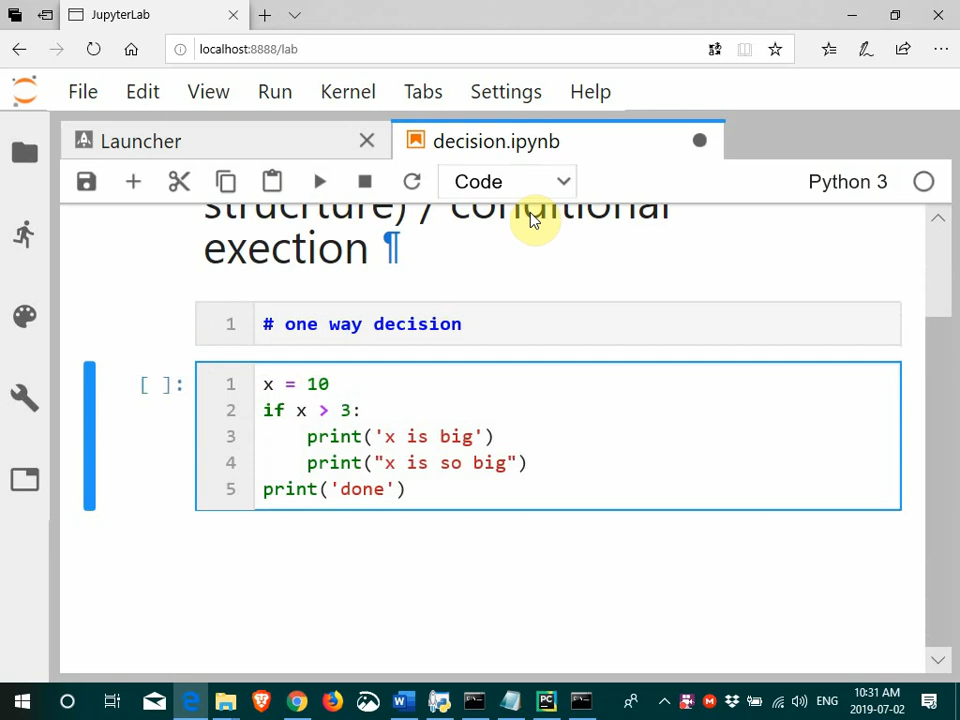 JupyterLab
localhost:8888/lab
File Edit View Run Kernel Tabs Settings Help
Launcher
decision.ipynb
Code
Python 3
strucrture) / conditional
exection ¶
1 # one way decision
[ ]:
1 x = 10
2 if x > 3:
3     print('x is big')
4     print("x is so big")
5 print('done')
ENG
10:31 AM
2019-07-02